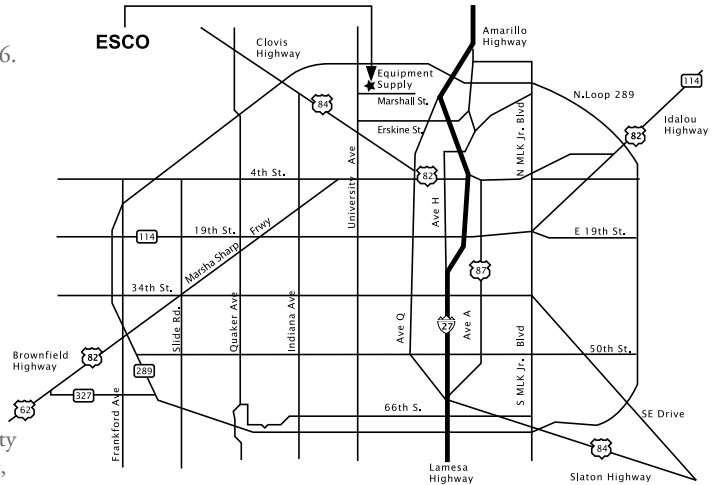 ESCO
6.
Clovis
Highway
Amarillo
Highway
Equipment
Supply
Marshall St.
Erskine St.
84
82
N.Loop 289
114
Idalou
Highway
82
N MLK Jr. Blvd
University Ave
Ave H
4th St.
114
19th St.
Marsha Sharp Frwy
E 19th St.
87
34th St.
Slide Rd.
Quaker Ave
Indiana Ave
Ave Q
27
Ave A
S MLK Jr. Blvd
50th St.
Brownfield
Highway
82
289
327
62
Frankford Ave
66th S.
SE Drive
84
Slaton Highway
Lamesa
Highway
ty
,